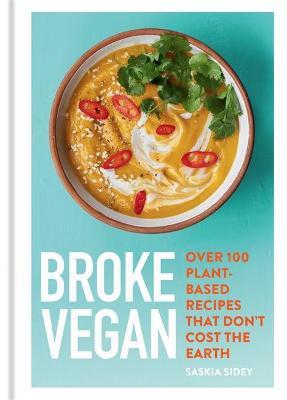 BROKE
VEGAN
OVER 100
PLANT-
BASED
RECIPES
THAT DON'T
COST THE
EARTH
SASKIA SIDEY